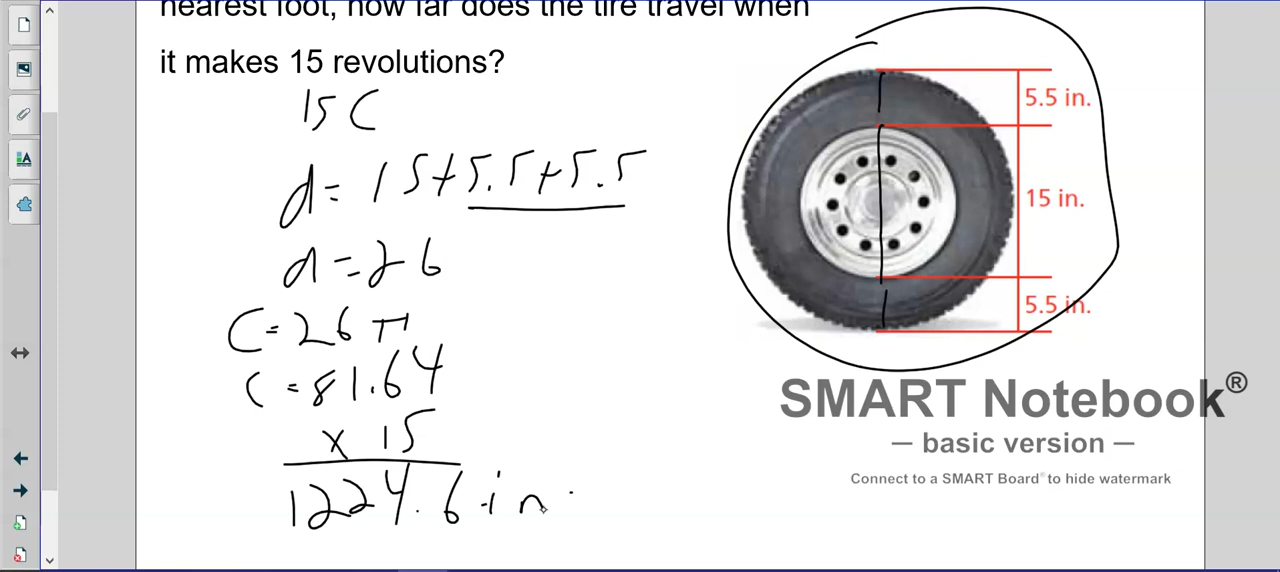 nearest foot, how far does the tire travel when
it makes 15 revolutions?
15 C
d = 15+5.5+5.5
d = 26
C = 26 π
C = 81.64
x 15
1224.6 in.
5.5 in.
15 in.
5.5 in.
SMART Notebook®
— basic version —
Connect to a SMART Board® to hide watermark